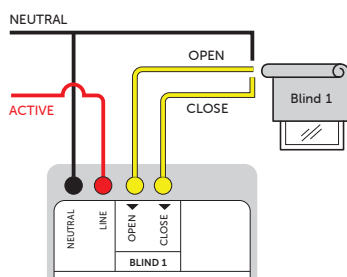 NEUTRAL
OPEN
ACTIVE
CLOSE
Blind 1
NEUTRAL
LINE
OPEN
CLOSE
BLIND 1